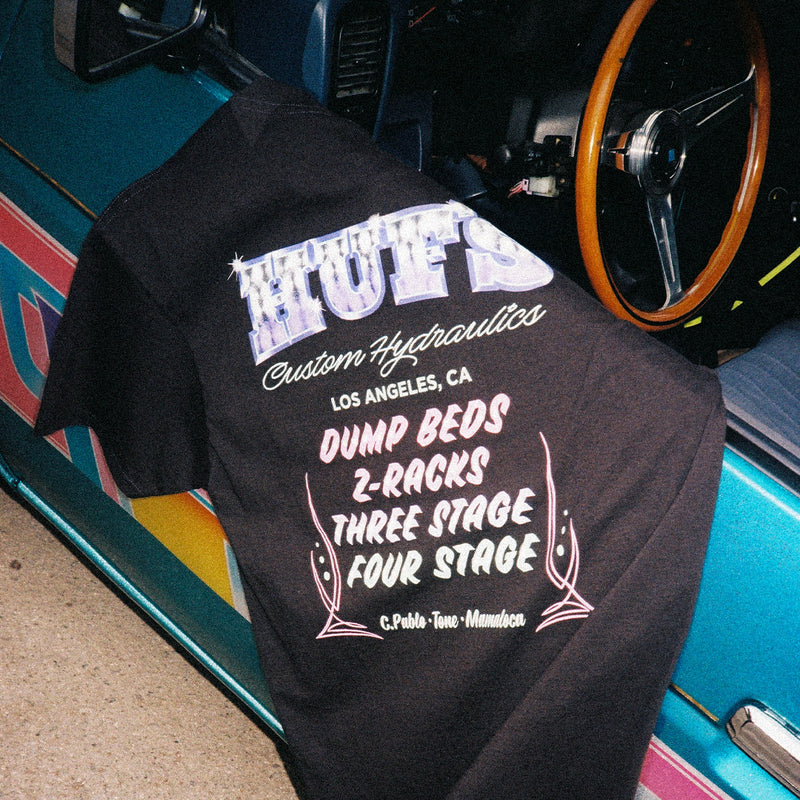 HUF'S
Custom Hydraulics
LOS ANGELES, CA
DUMP BEDS
2-RACKS
THREE STAGE
FOUR STAGE
C.Pablo • Tone • Mamaloca